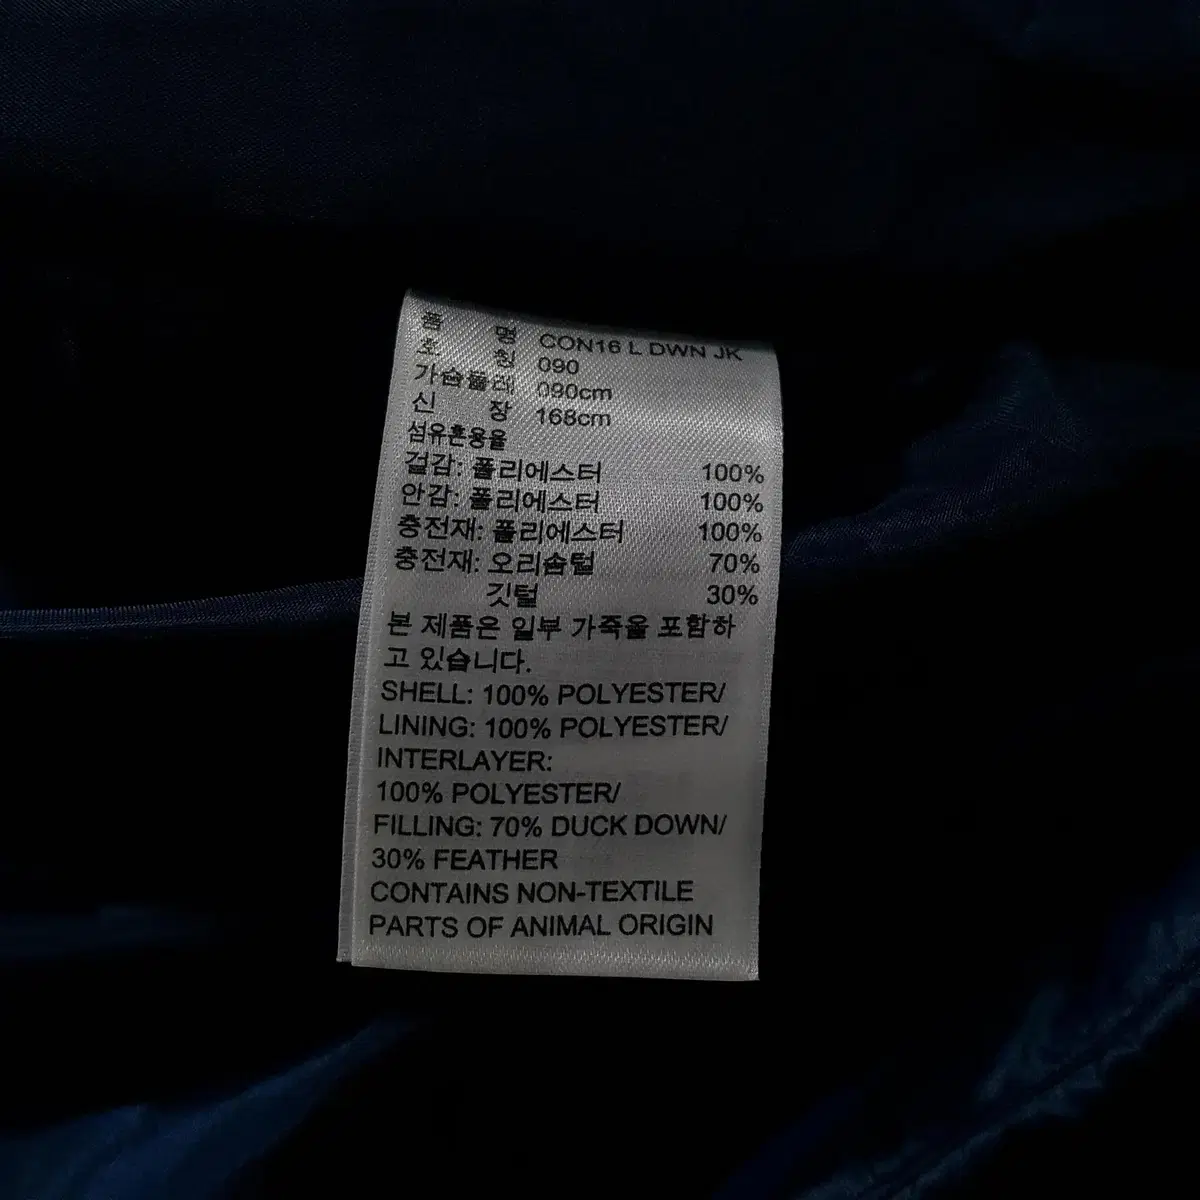 품 명 CON16 L DWN JK
호 칭 090
가슴둘레 090cm
신 장 168cm
섬유혼용율
겉감: 폴리에스터 100%
안감: 폴리에스터 100%
충전재: 폴리에스터 100%
충전재: 오리솜털 70%
깃털 30%
본 제품은 일부 가죽을 포함하
고 있습니다.
SHELL: 100% POLYESTER/
LINING: 100% POLYESTER/
INTERLAYER:
100% POLYESTER/
FILLING: 70% DUCK DOWN/
30% FEATHER
CONTAINS NON-TEXTILE
PARTS OF ANIMAL ORIGIN